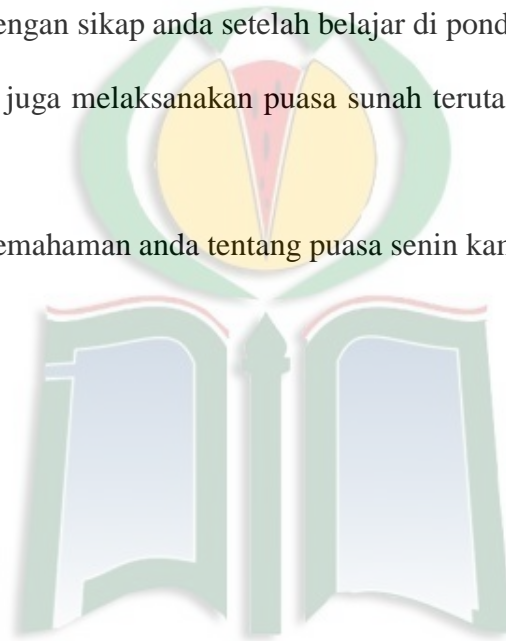 engan sikap anda setelah belajar di pond
juga melaksanakan puasa sunah teruta
emahaman anda tentang puasa senin kan